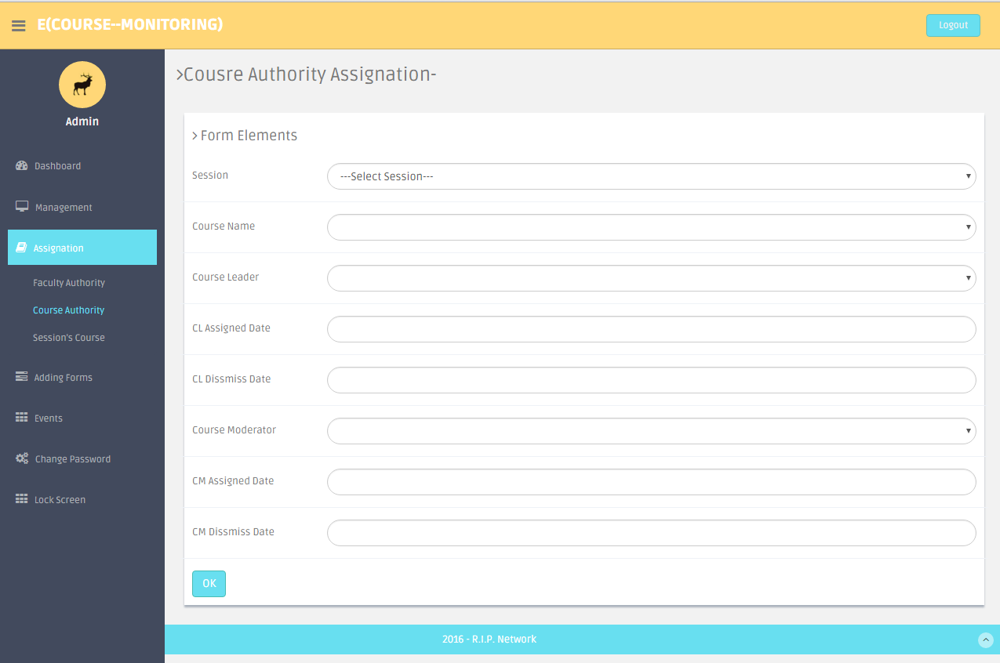 E(COURSE--MONITORING)
Logout
Admin
Dashboard
Management
Assignation
Faculty Authority
Course Authority
Session's Course
Adding Forms
Events
Change Password
Lock Screen
>Cousre Authority Assignation-
> Form Elements
Session
---Select Session---
Course Name
Course Leader
CL Assigned Date
CL Dissmiss Date
Course Moderator
CM Assigned Date
CM Dissmiss Date
OK
2016 - R.I.P. Network